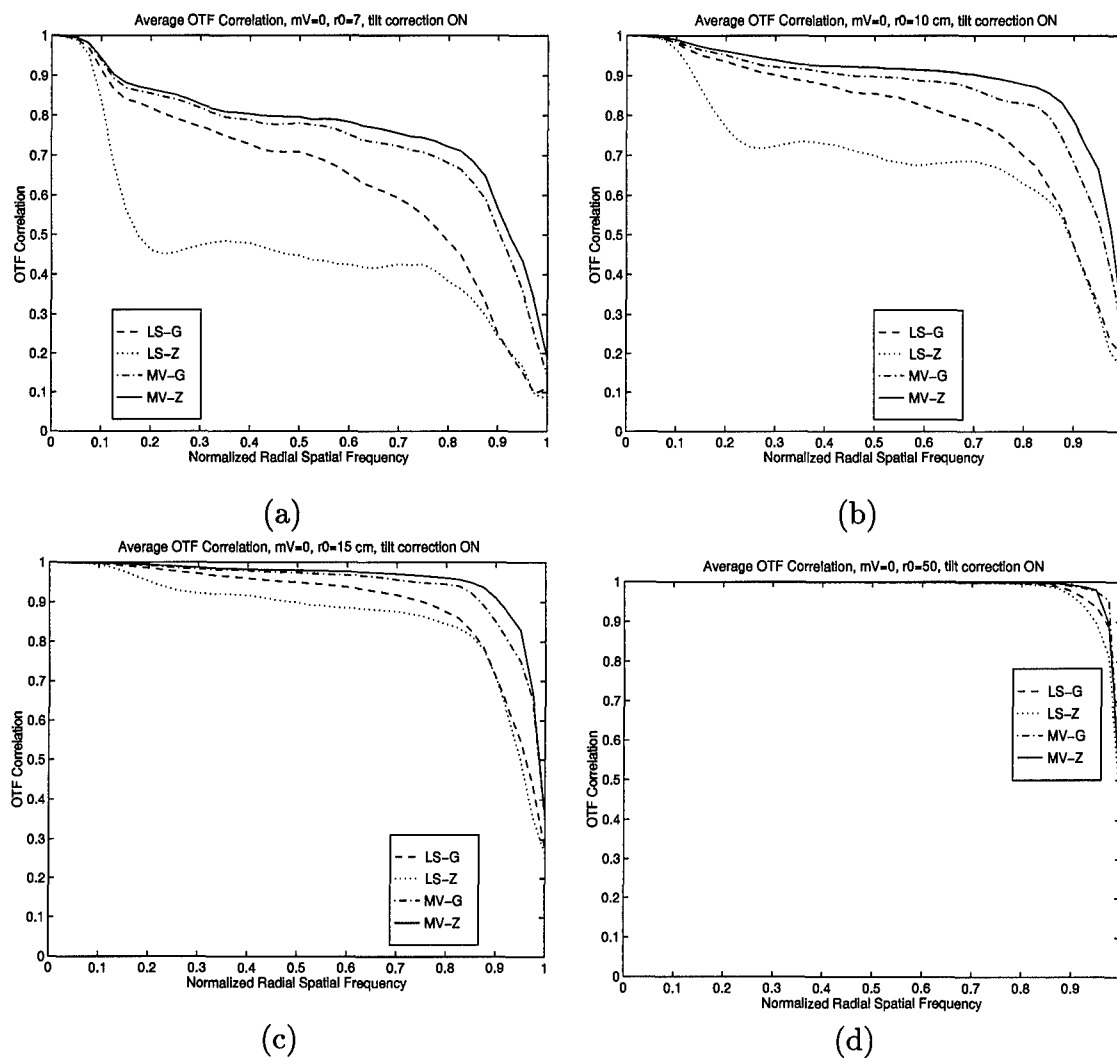 Average OTF Correlation, mV=0, r0=7, tilt correction ON
OTF Correlation
1
0.9
0.8
0.7
0.6
0.5
0.4
0.3
0.2
0.1
0
LS-G
LS-Z
MV-G
MV-Z
0 0.1 0.2 0.3 0.4 0.5 0.6 0.7 0.8 0.9 1
Normalized Radial Spatial Frequency
(a)
Average OTF Correlation, mV=0, r0=10 cm, tilt correction ON
OTF Correlation
1
0.9
0.8
0.7
0.6
0.5
0.4
0.3
0.2
0.1
0
LS-G
LS-Z
MV-G
MV-Z
0 0.1 0.2 0.3 0.4 0.5 0.6 0.7 0.8 0.9
Normalized Radial Spatial Frequency
(b)
Average OTF Correlation, mV=0, r0=15 cm, tilt correction ON
OTF Correlation
1
0.9
0.8
0.7
0.6
0.5
0.4
0.3
0.2
0.1
0
LS-G
LS-Z
MV-G
MV-Z
0 0.1 0.2 0.3 0.4 0.5 0.6 0.7 0.8 0.9 1
Normalized Radial Spatial Frequency
(c)
Average OTF Correlation, mV=0, r0=50, tilt correction ON
OTF Correlation
1
0.9
0.8
0.7
0.6
0.5
0.4
0.3
0.2
0.1
0
LS-G
LS-Z
MV-G
MV-Z
0 0.1 0.2 0.3 0.4 0.5 0.6 0.7 0.8 0.9
Normalized Radial Spatial Frequency
(d)